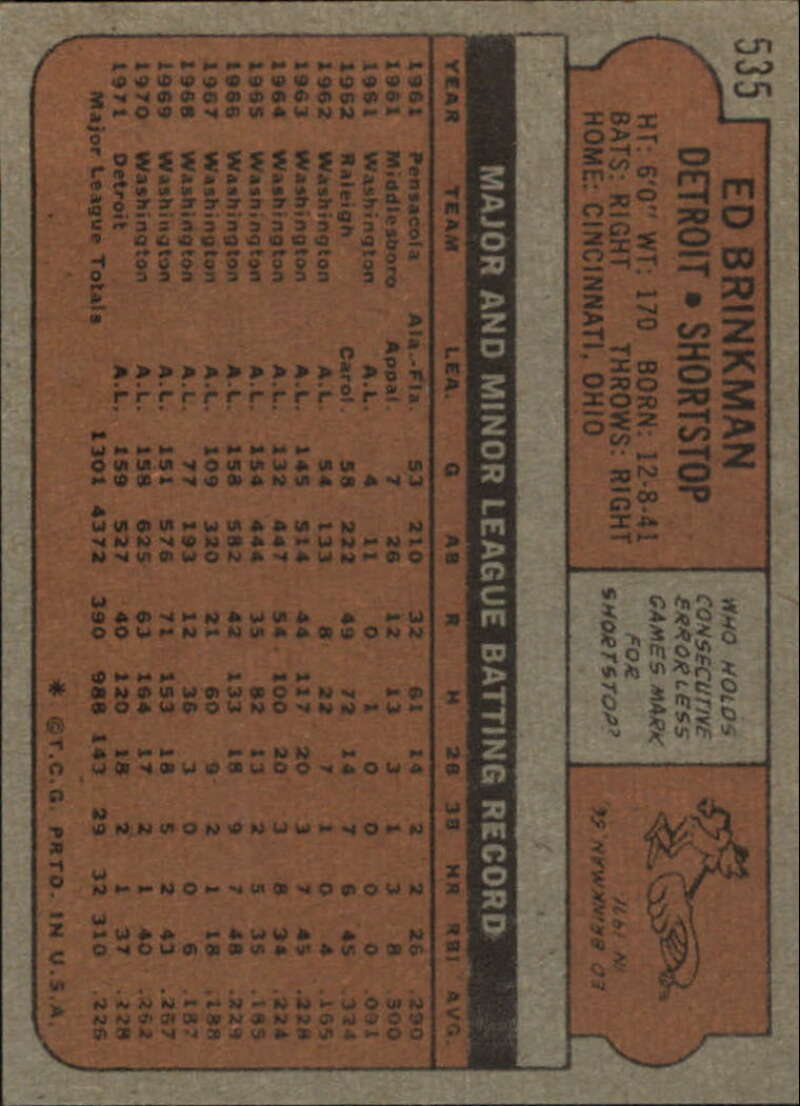 535
ED BRINKMAN
DETROIT • SHORTSTOP
HT: 6'0" WT: 170 BORN: 12-8-41
BATS: RIGHT THROWS: RIGHT
HOME: CINCINNATI, OHIO
WHO HOLDS
CONSECUTIVE
ERRORLESS
GAMES MARK
FOR
SHORTSTOP?
ED BRINKMAN 56,
IN 1971
MAJOR AND MINOR LEAGUE BATTING RECORD
YEAR TEAM LEA. G AB R H 2B 3B HR RBI AVG.
1961 Pensacola Ala.-Fla. 53 210 32 61 14 2 2 26 .290
1961 Middlesboro Appal. 7 26 12 13 3 1 3 8 .500
1961 Washington A.L. 4 11 0 1 0 0 0 0 .091
1962 Raleigh Carol. 58 222 49 72 14 7 6 45 .324
1962 Washington A.L. 54 133 8 22 7 1 0 4 .165
1963 Washington A.L. 145 514 44 117 20 3 7 45 .228
1964 Washington A.L. 132 447 54 100 20 3 8 34 .224
1965 Washington A.L. 154 444 35 82 13 2 5 35 .185
1966 Washington A.L. 158 582 42 133 18 9 7 48 .229
1967 Washington A.L. 109 320 21 60 9 2 1 18 .188
1968 Washington A.L. 77 193 12 36 3 0 0 6 .187
1969 Washington A.L. 151 576 71 153 18 5 2 43 .267
1970 Washington A.L. 158 625 63 164 17 2 1 40 .262
1971 Detroit A.L. 159 527 40 120 18 2 1 37 .228
Major League Totals 1301 4372 390 988 143 29 32 310 .226
* ©T.C.G. PRTD. IN U.S.A.